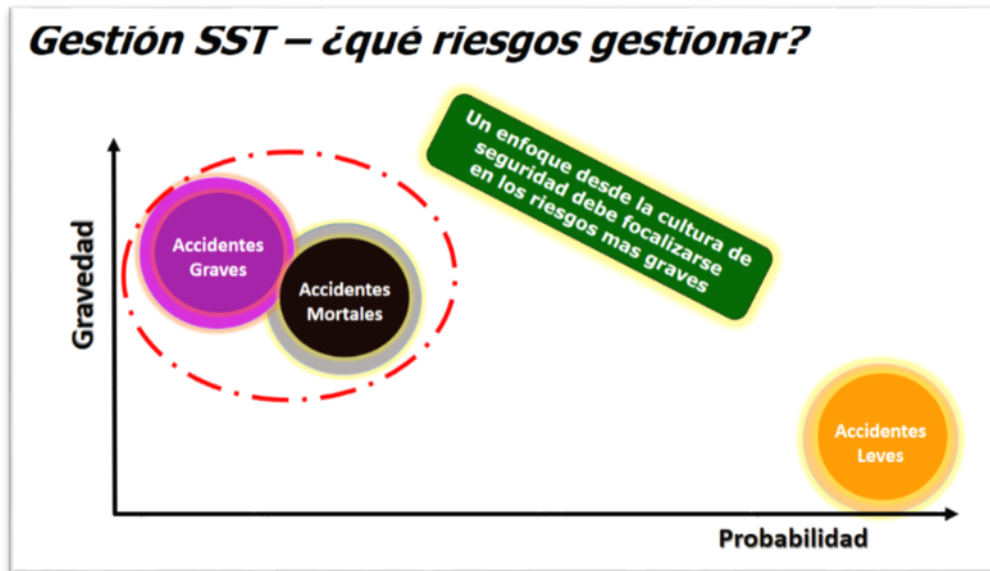 Gestión SST – ¿qué riesgos gestionar?
Un enfoque desde la cultura de
seguridad debe focalizarse
en los riesgos mas graves
Gravedad
Accidentes
Graves
Accidentes
Mortales
Accidentes
Leves
Probabilidad